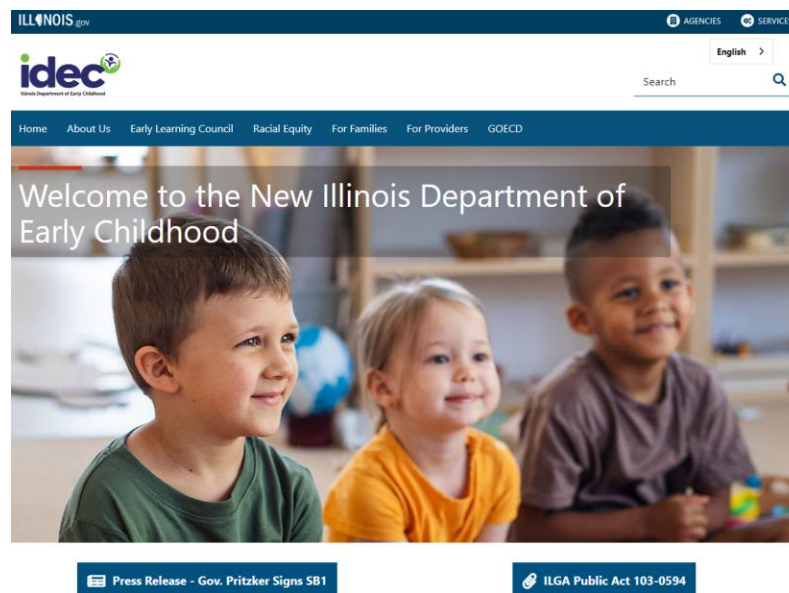 ILLINOIS.gov
AGENCIES
SERVICES
English
idec
Illinois Department of Early Childhood
Search
Home About Us Early Learning Council Racial Equity For Families For Providers GOECD
Welcome to the New Illinois Department of
Early Childhood
Press Release - Gov. Pritzker Signs SB1
ILGA Public Act 103-0594